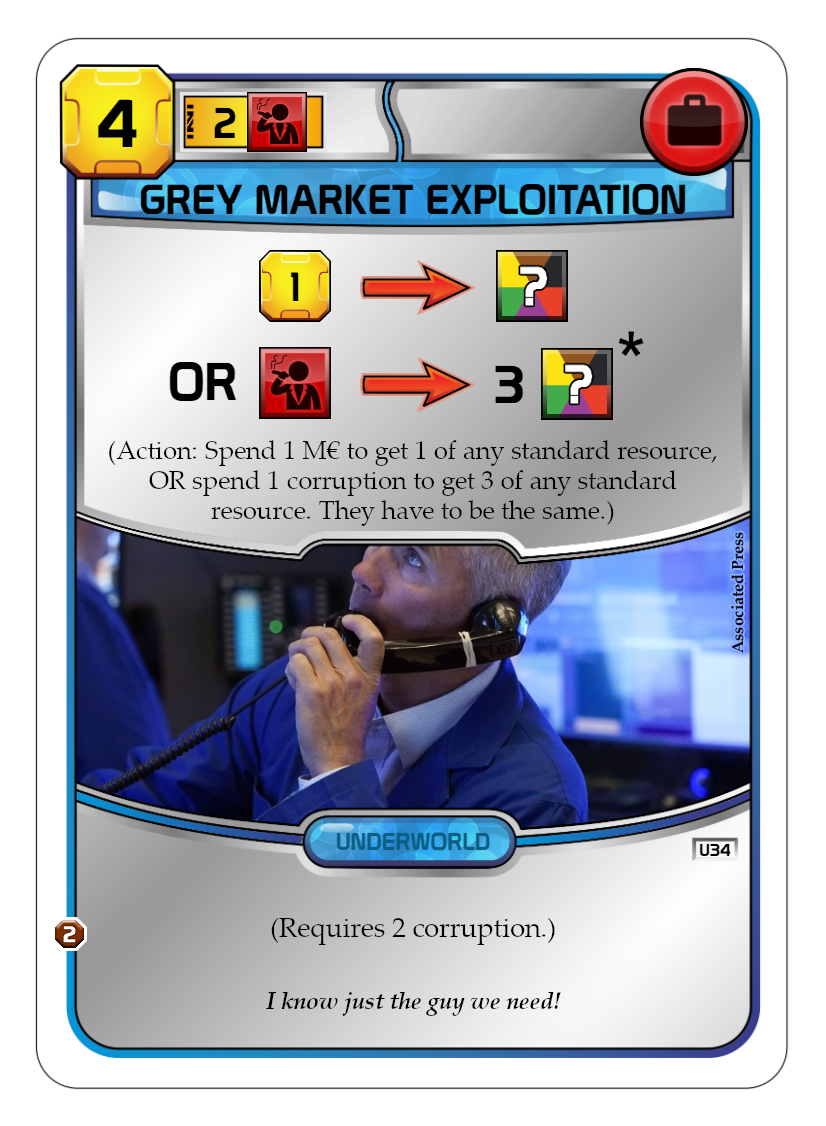 4
2
GREY MARKET EXPLOITATION
1
?
OR
3
?
*
(Action: Spend 1 M€ to get 1 of any standard resource,
OR spend 1 corruption to get 3 of any standard
resource. They have to be the same.)
Associated Press
UNDERWORLD
U34
2
(Requires 2 corruption.)
I know just the guy we need!